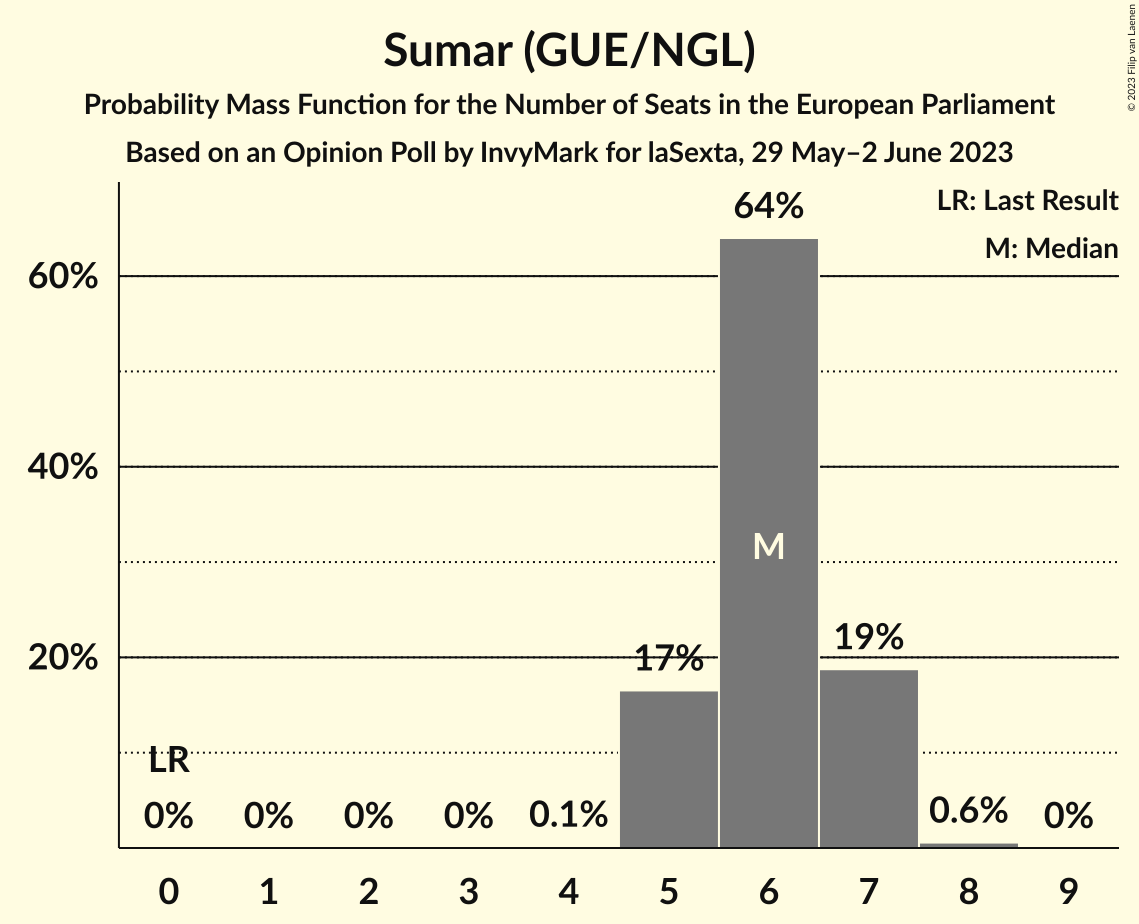 Sumar (GUE/NGL)
Probability Mass Function for the Number of Seats in the European Parliament
Based on an Opinion Poll by InvyMark for laSexta, 29 May–2 June 2023
© 2023 Filip van Laenen
LR: Last Result
M: Median
64%
60%
40%
M
19%
20%
17%
LR
0%
0%
0%
0%
0.1%
0.6%
0%
0
1
2
3
4
5
6
7
8
9